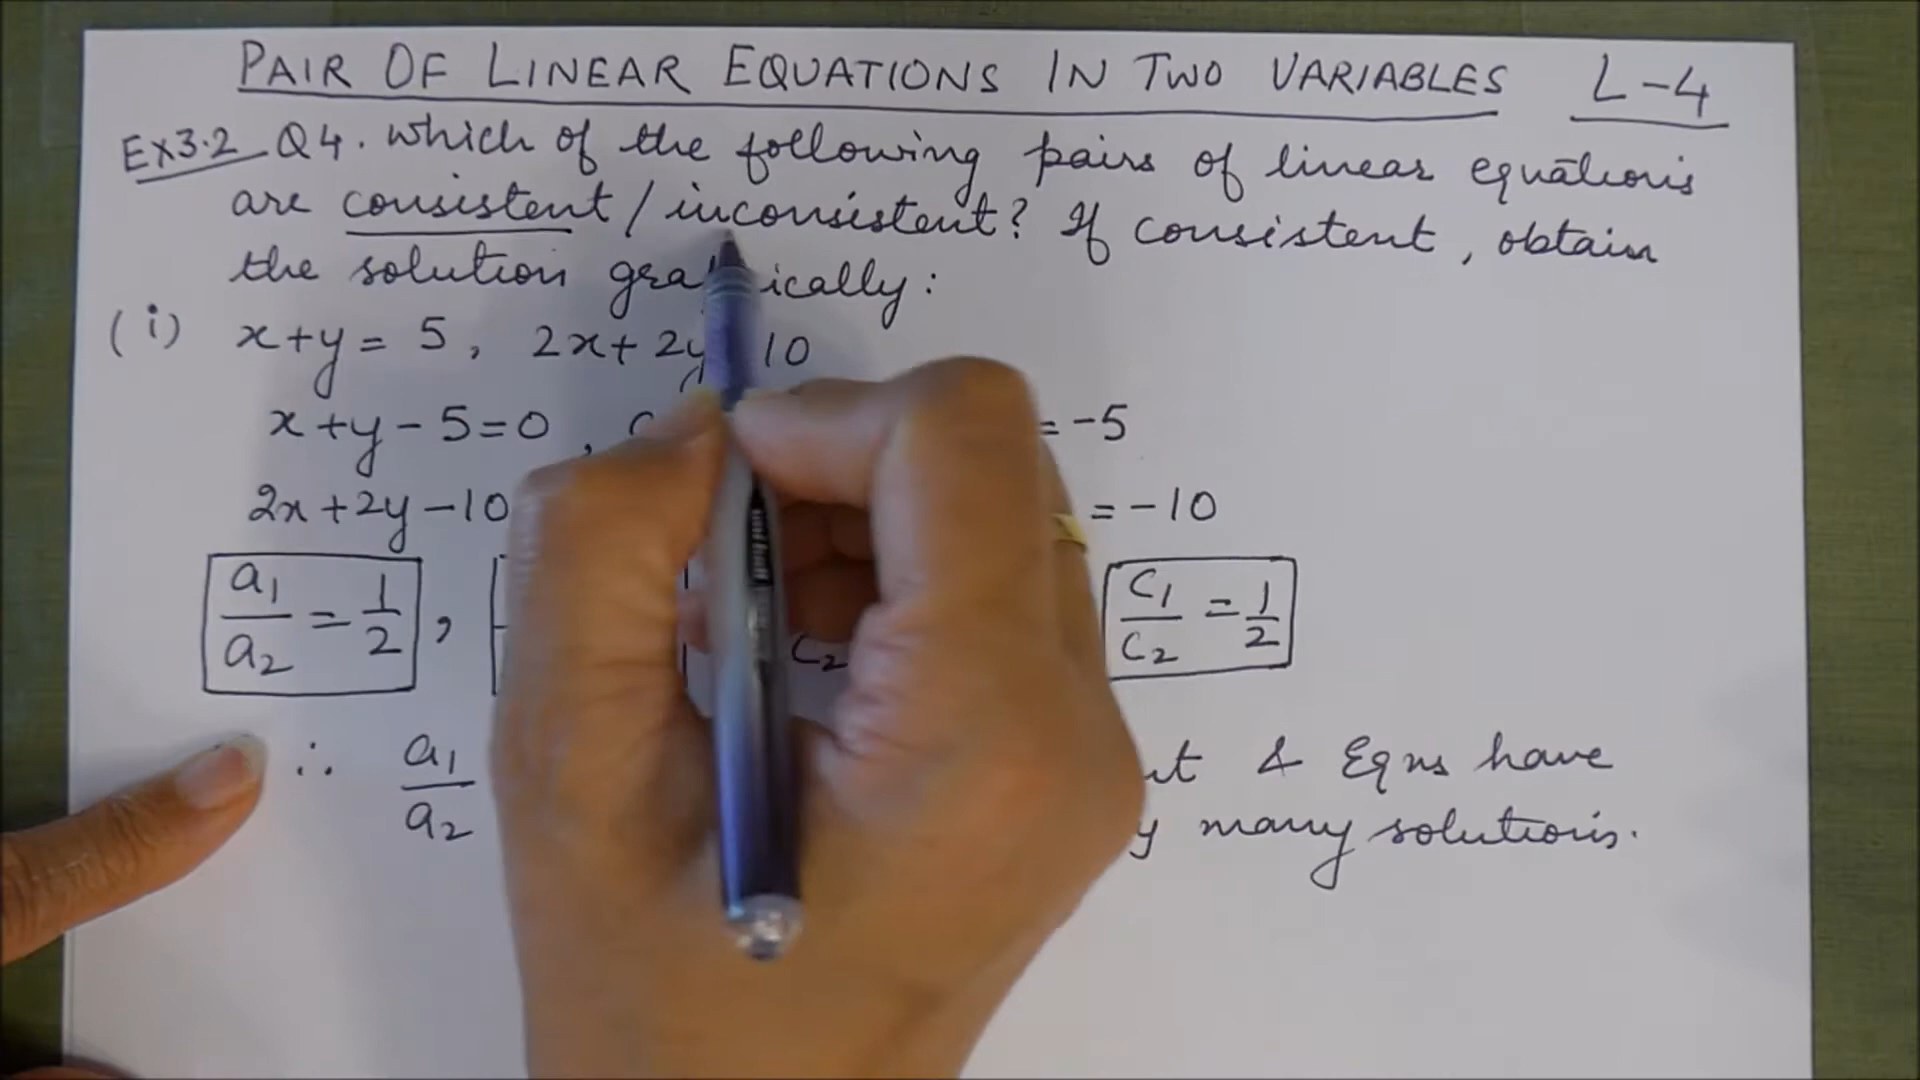 PAIR OF LINEAR EQUATIONS IN TWO VARIABLES L-4
Ex3.2 Q4. Which of the following pairs of linear equations
are consistent / inconsistent? If consistent, obtain
the solution gra ically:
(i) x+y = 5, 2x+2y 10
x+y-5=0, = -5
2x+2y-10 = -10
a1/a2 = 1/2, c2 c1/c2 = 1/2
∴ a1/a2 & Eqns have
many solutions.